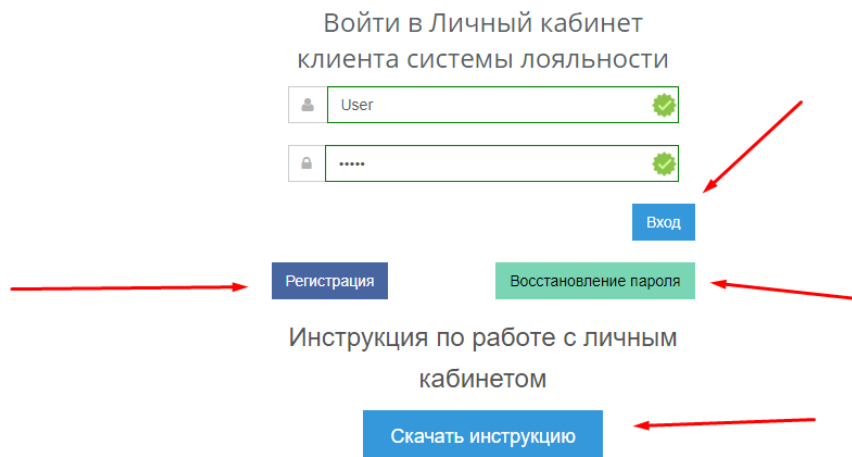 Войти в Личный кабинет
клиента системы лояльности
User
•••••
Вход
Регистрация
Восстановление пароля
Инструкция по работе с личным
кабинетом
Скачать инструкцию